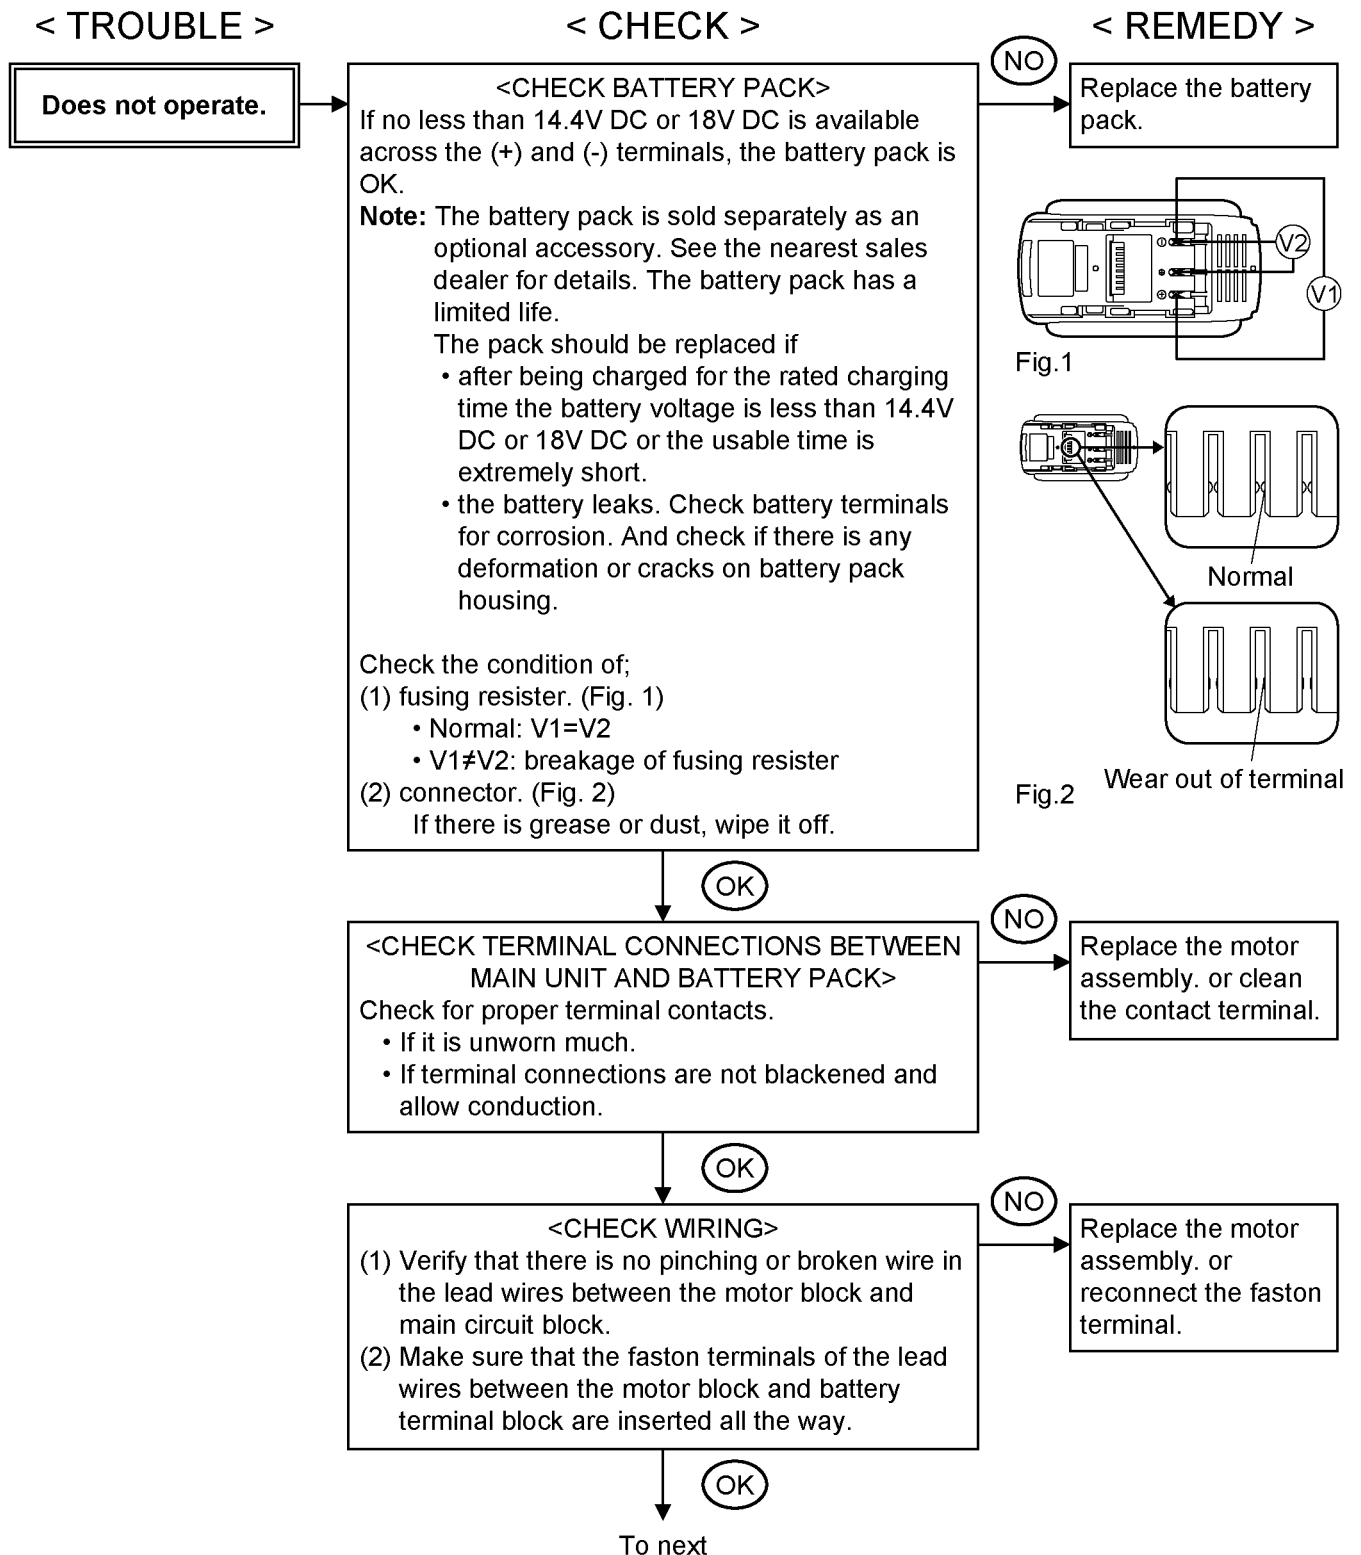 < TROUBLE >
< CHECK >
< REMEDY >
Does not operate.
<CHECK BATTERY PACK>
If no less than 14.4V DC or 18V DC is available
across the (+) and (-) terminals, the battery pack is
OK.
Note: The battery pack is sold separately as an
optional accessory. See the nearest sales
dealer for details. The battery pack has a
limited life.
The pack should be replaced if
• after being charged for the rated charging
time the battery voltage is less than 14.4V
DC or 18V DC or the usable time is
extremely short.
• the battery leaks. Check battery terminals
for corrosion. And check if there is any
deformation or cracks on battery pack
housing.
Check the condition of;
(1) fusing resister. (Fig. 1)
• Normal: V1=V2
• V1≠V2: breakage of fusing resister
(2) connector. (Fig. 2)
If there is grease or dust, wipe it off.
NO
Replace the battery
pack.
V2
V1
Fig.1
Normal
Wear out of terminal
Fig.2
OK
<CHECK TERMINAL CONNECTIONS BETWEEN
MAIN UNIT AND BATTERY PACK>
Check for proper terminal contacts.
• If it is unworn much.
• If terminal connections are not blackened and
allow conduction.
NO
Replace the motor
assembly. or clean
the contact terminal.
OK
<CHECK WIRING>
(1) Verify that there is no pinching or broken wire in
the lead wires between the motor block and
main circuit block.
(2) Make sure that the faston terminals of the lead
wires between the motor block and battery
terminal block are inserted all the way.
NO
Replace the motor
assembly. or
reconnect the faston
terminal.
OK
To next